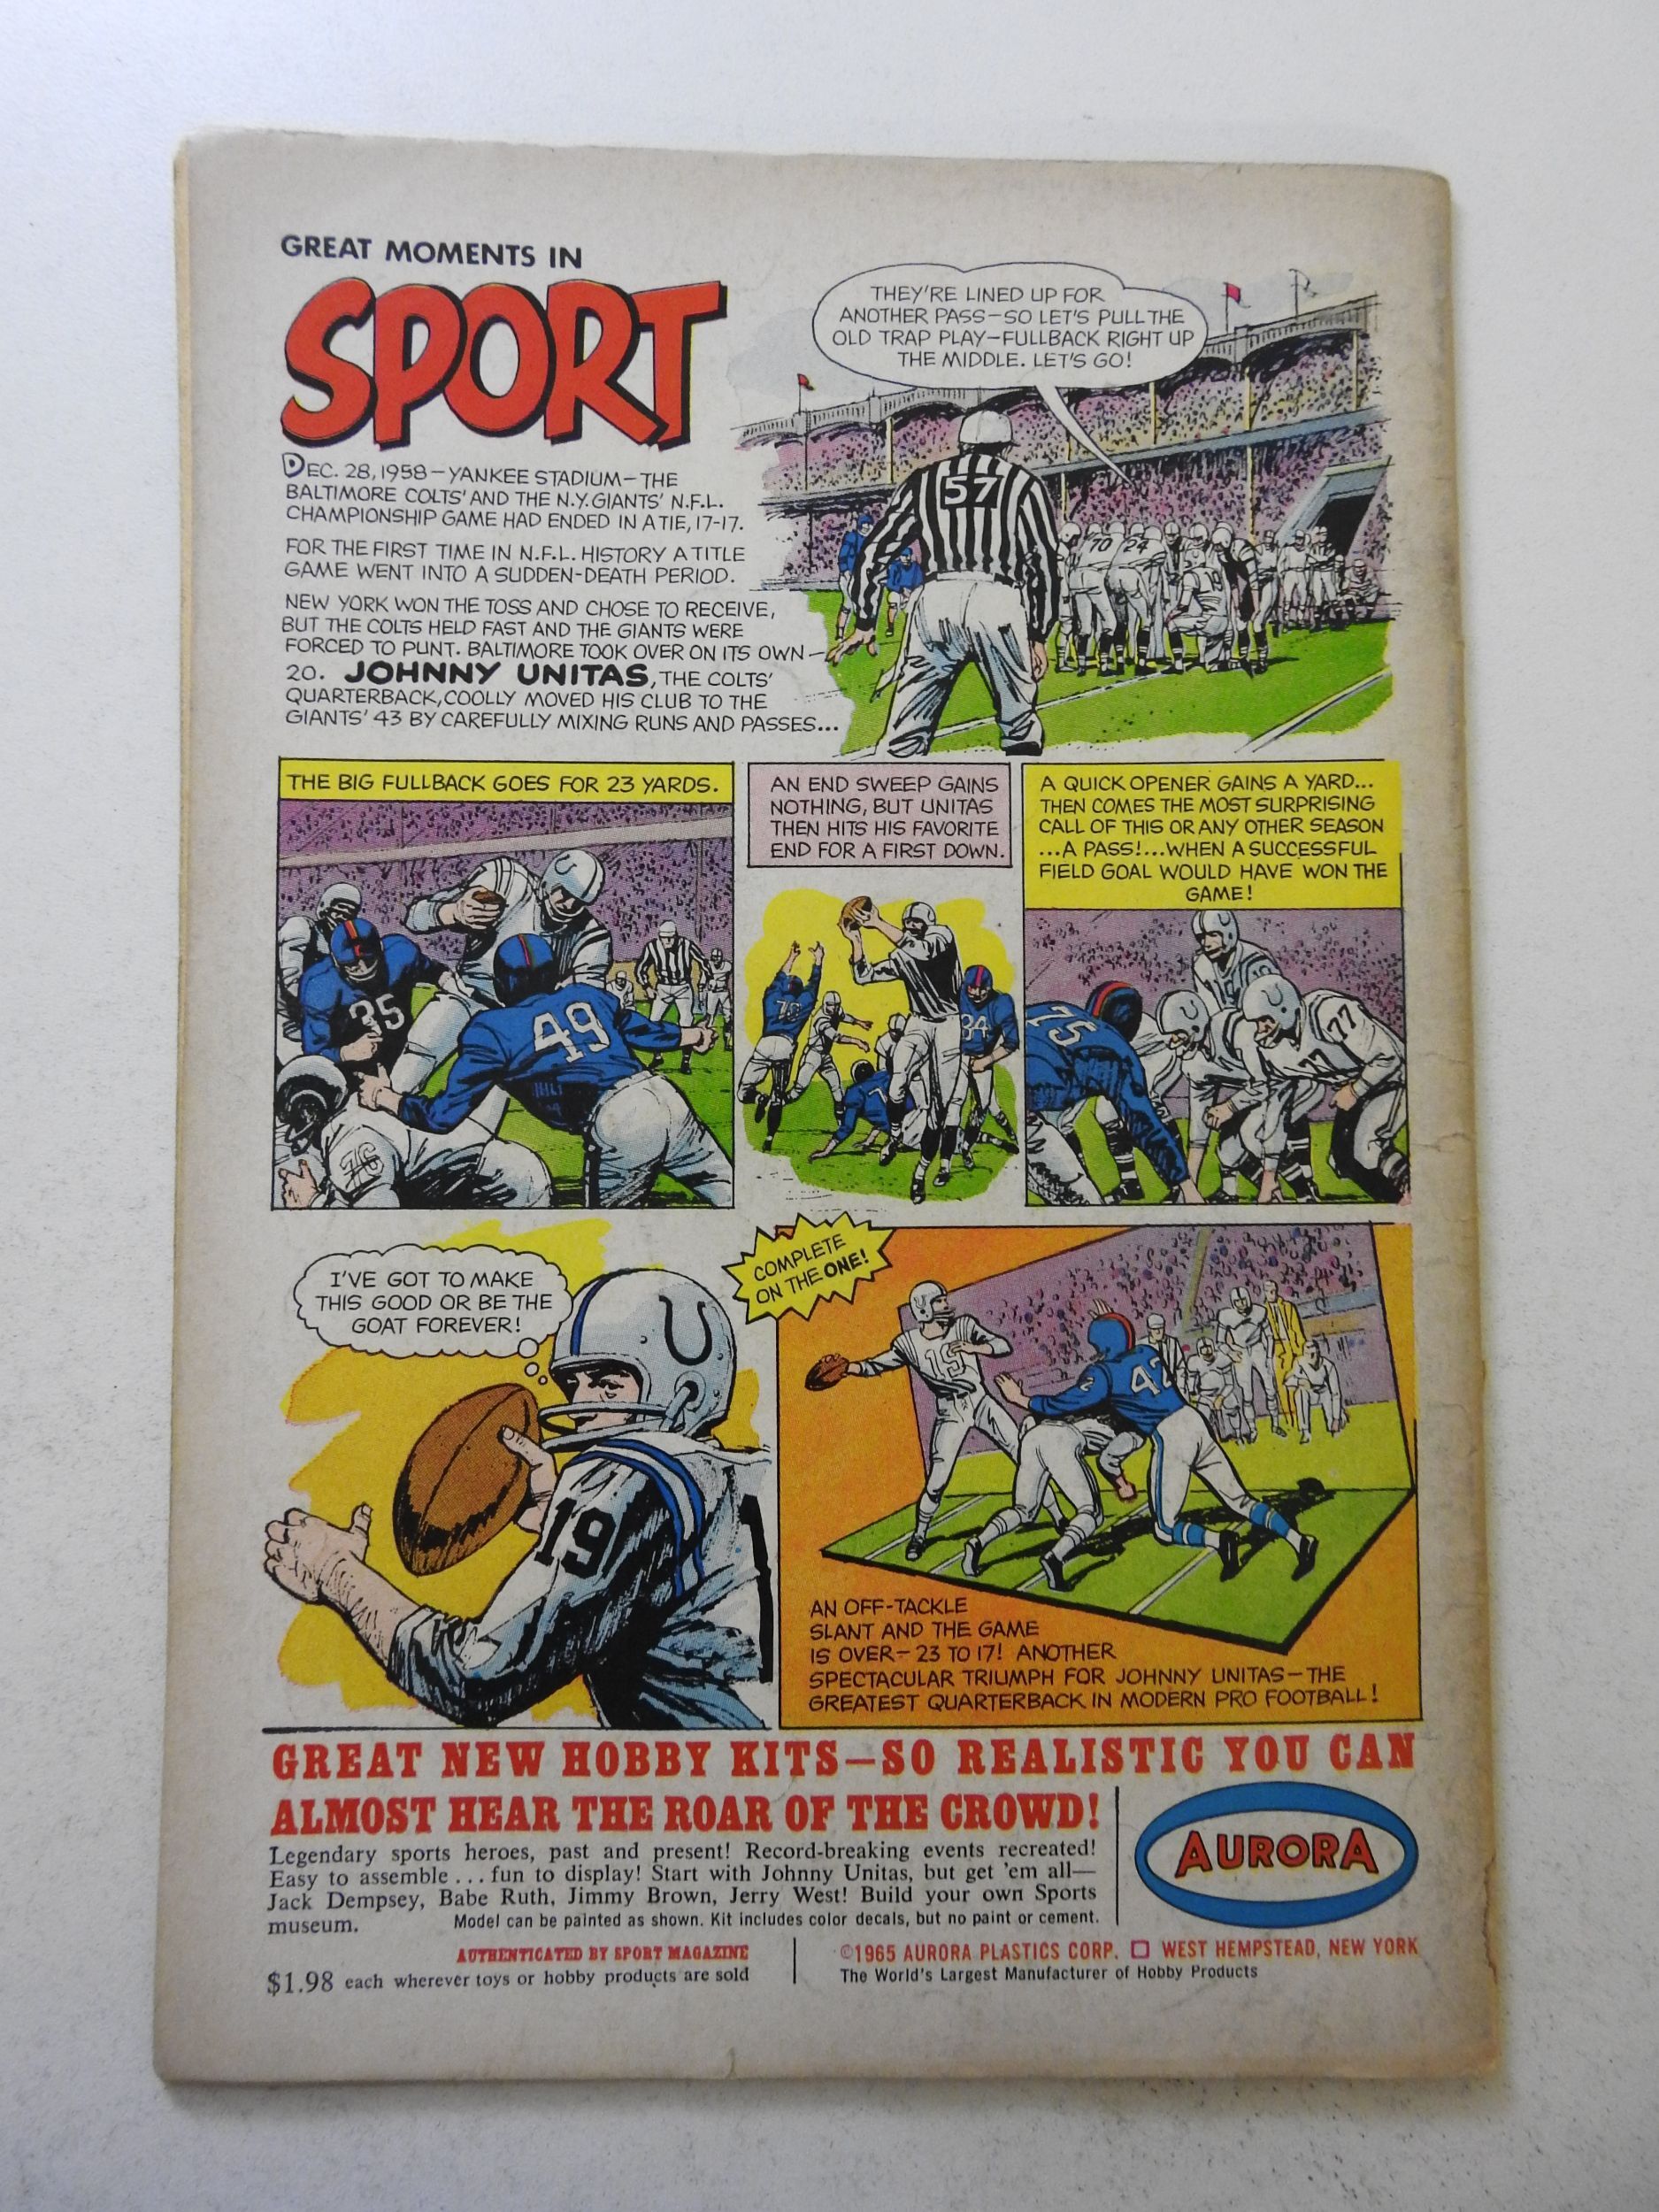 GREAT MOMENTS IN
SPORT
DEC. 28, 1958—YANKEE STADIUM—THE
BALTIMORE COLTS' AND THE N.Y. GIANTS' N.F.L.
CHAMPIONSHIP GAME HAD ENDED IN A TIE, 17-17.
FOR THE FIRST TIME IN N.F.L. HISTORY A TITLE
GAME WENT INTO A SUDDEN-DEATH PERIOD.
NEW YORK WON THE TOSS AND CHOSE TO RECEIVE,
BUT THE COLTS HELD FAST AND THE GIANTS WERE
FORCED TO PUNT. BALTIMORE TOOK OVER ON ITS OWN—
20. JOHNNY UNITAS, THE COLTS'
QUARTERBACK, COOLLY MOVED HIS CLUB TO THE
GIANTS' 43 BY CAREFULLY MIXING RUNS AND PASSES...
THEY'RE LINED UP FOR
ANOTHER PASS—SO LET'S PULL THE
OLD TRAP PLAY—FULLBACK RIGHT UP
THE MIDDLE. LET'S GO!
57
70
24
THE BIG FULLBACK GOES FOR 23 YARDS.
35
49
76
AN END SWEEP GAINS
NOTHING, BUT UNITAS
THEN HITS HIS FAVORITE
END FOR A FIRST DOWN.
84
A QUICK OPENER GAINS A YARD...
THEN COMES THE MOST SURPRISING
CALL OF THIS OR ANY OTHER SEASON
...A PASS!...WHEN A SUCCESSFUL
FIELD GOAL WOULD HAVE WON THE
GAME!
75
77
77
I'VE GOT TO MAKE
THIS GOOD OR BE THE
GOAT FOREVER!
19
1
COMPLETE
ON THE ONE!
19
2
42
AN OFF-TACKLE
SLANT AND THE GAME
IS OVER—23 TO 17! ANOTHER
SPECTACULAR TRIUMPH FOR JOHNNY UNITAS—THE
GREATEST QUARTERBACK IN MODERN PRO FOOTBALL!
GREAT NEW HOBBY KITS—SO REALISTIC YOU CAN
ALMOST HEAR THE ROAR OF THE CROWD!
Legendary sports heroes, past and present! Record-breaking events recreated!
Easy to assemble... fun to display! Start with Johnny Unitas, but get 'em all—
Jack Dempsey, Babe Ruth, Jimmy Brown, Jerry West! Build your own Sports
museum. Model can be painted as shown. Kit includes color decals, but no paint or cement.
AURORA
AUTHENTICATED BY SPORT MAGAZINE
$1.98 each wherever toys or hobby products are sold
©1965 AURORA PLASTICS CORP. □ WEST HEMPSTEAD, NEW YORK
The World's Largest Manufacturer of Hobby Products